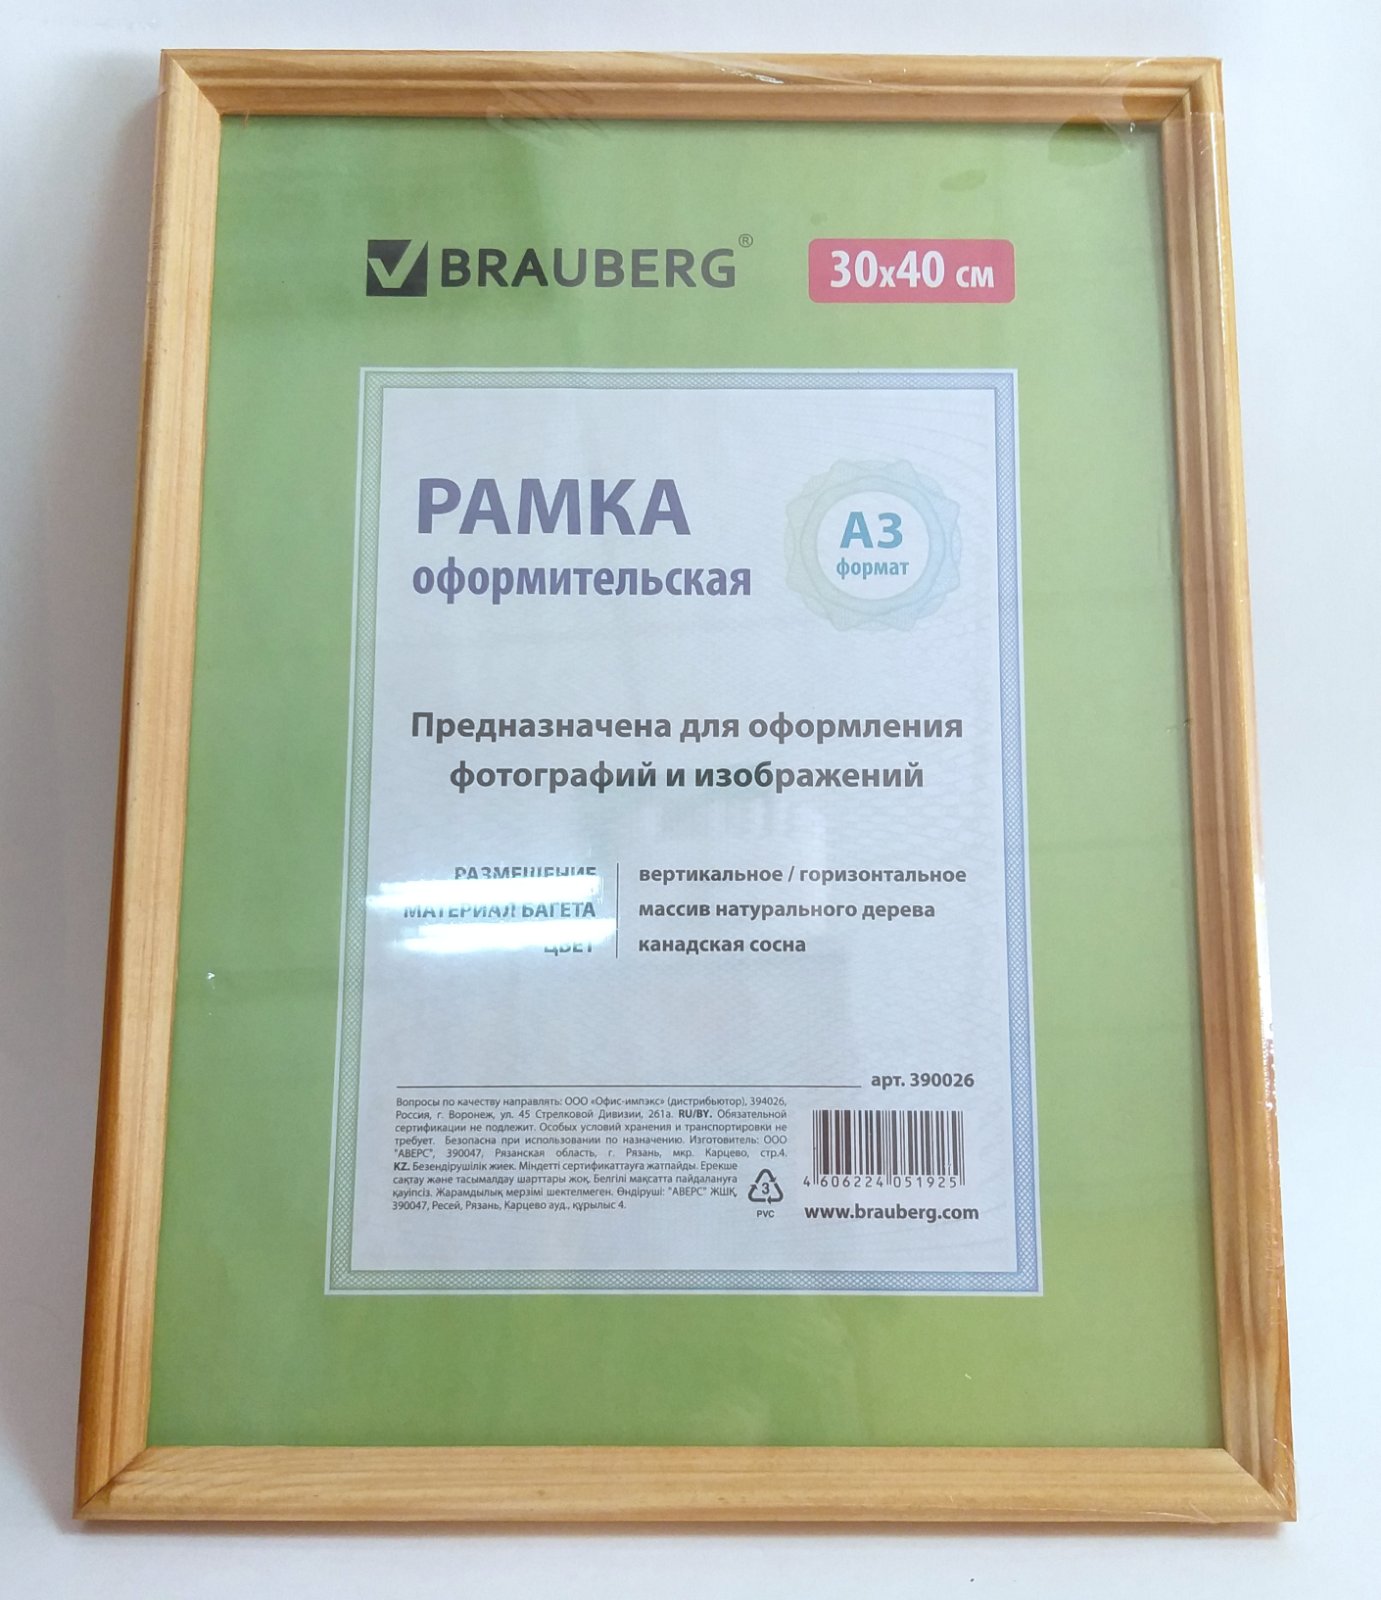 BRAUBERG®
30х40 см
РАМКА
оформительская
А3
формат
Предназначена для оформления
фотографий и изображений
РАЗМЕЩЕНИЕ вертикальное / горизонтальное
МАТЕРИАЛ БАГЕТА массив натурального дерева
ЦВЕТ канадская сосна
арт. 390026
Вопросы по качеству направлять: ООО «Офис-импэкс» (дистрибьютор), 394026,
Россия, г. Воронеж, ул. 45 Стрелковой Дивизии, 261а. RU/BY. Обязательной
сертификации не подлежит. Особых условий хранения и транспортировки не
требует. Безопасна при использовании по назначению. Изготовитель: ООО
"АВЕРС", 390047, Рязанская область, г. Рязань, мкр. Карцево, стр.4.
KZ. Безендірушілік жиек. Міндетті сертификаттауға жатпайды. Ерекше
сақтау және тасымалдау шарттары жоқ. Белгілі мақсатта пайдалануға
қауіпсіз. Жарамдылық мерзімі шектелмеген. Өндіруші: "АВЕРС" ЖШҚ,
390047, Ресей, Рязань, Карцево ауд., құрылыс 4.
3
PVC
4 606224 051925
www.brauberg.com